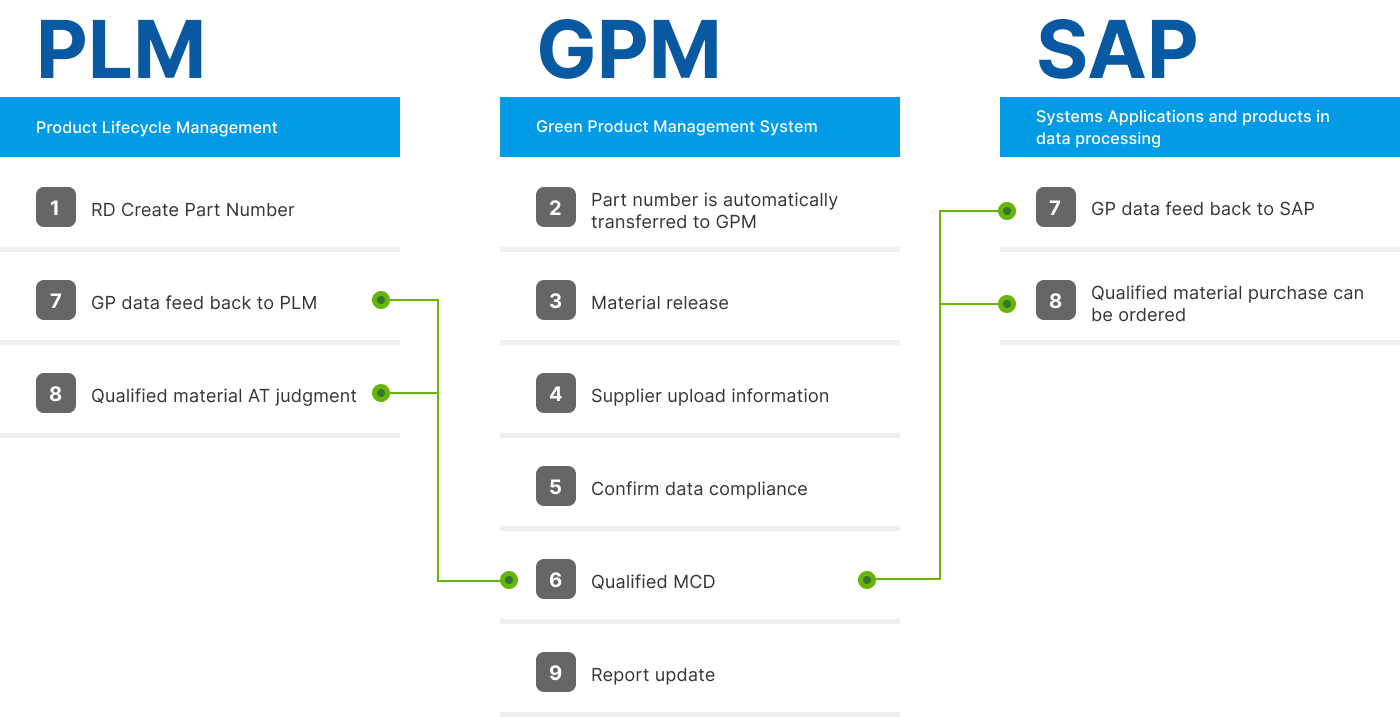 PLM
Product Lifecycle Management
1
RD Create Part Number
7
GP data feed back to PLM
8
Qualified material AT judgment
GPM
Green Product Management System
2
Part number is automatically
transferred to GPM
3
Material release
4
Supplier upload information
5
Confirm data compliance
6
Qualified MCD
9
Report update
SAP
Systems Applications and products in
data processing
7
GP data feed back to SAP
8
Qualified material purchase can
be ordered